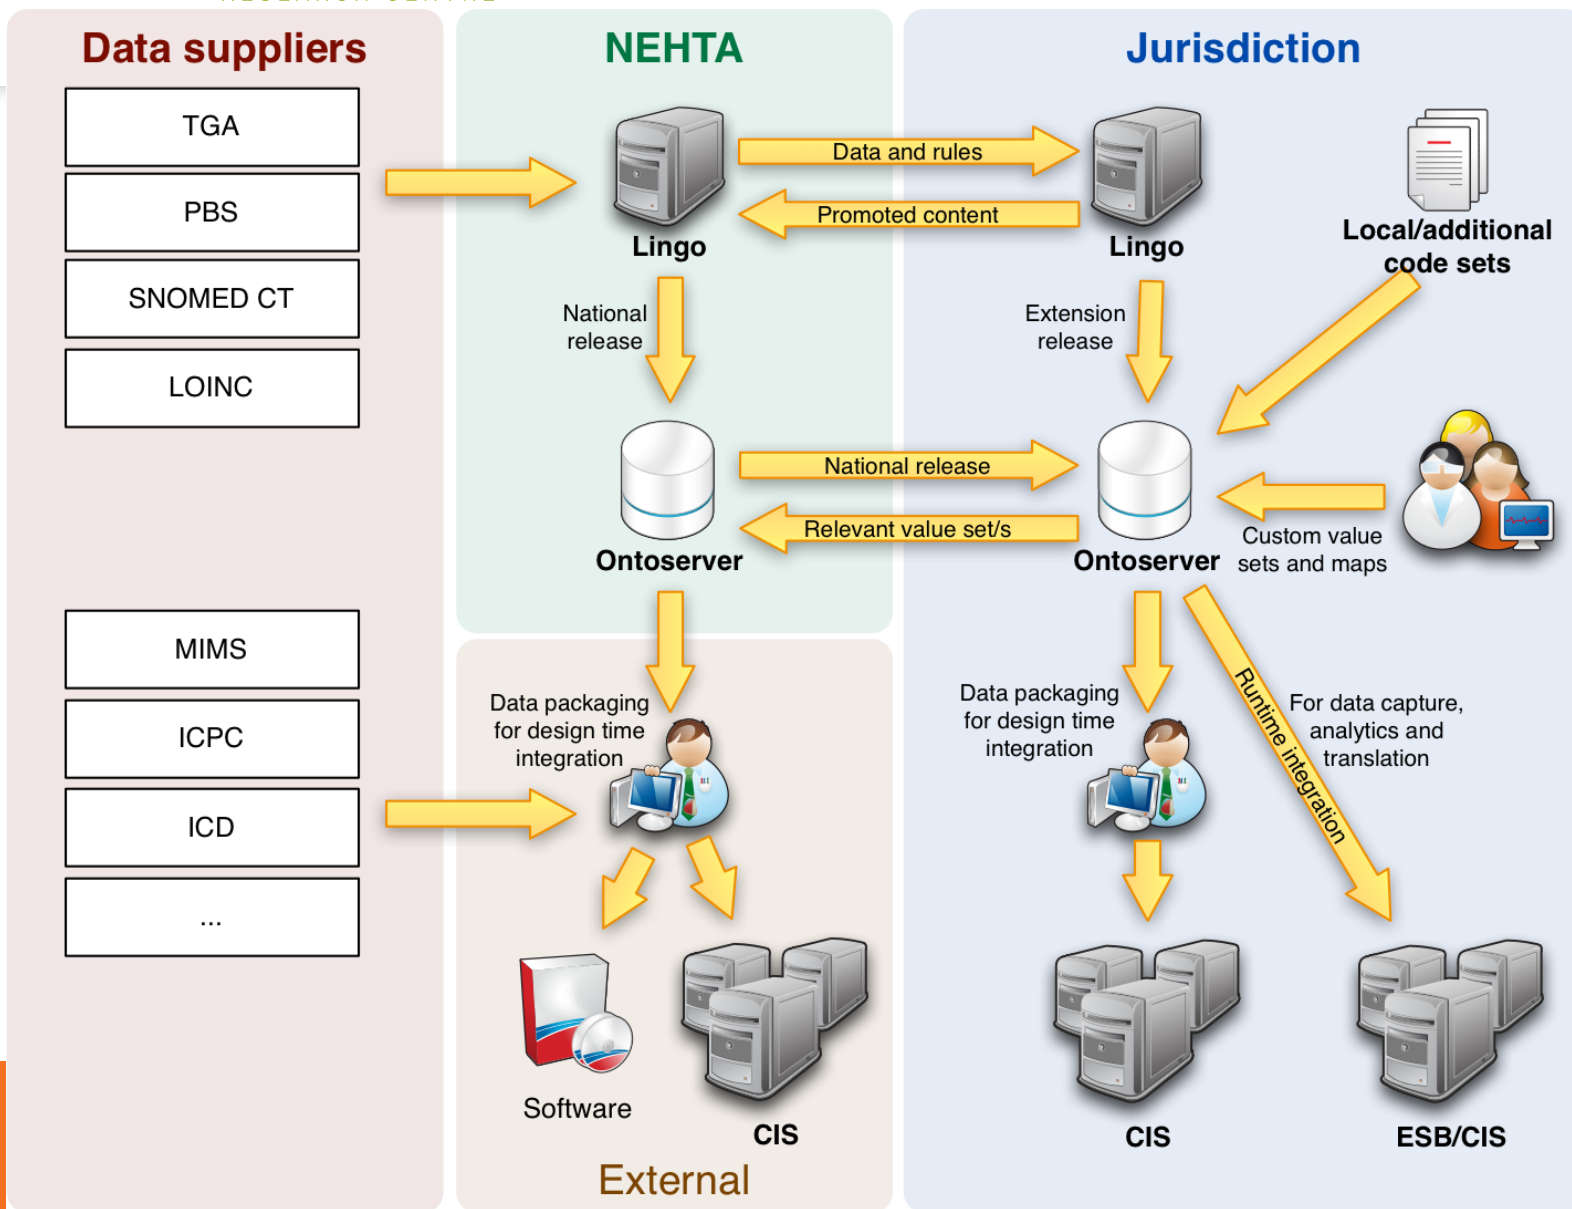 RESEARCH CENTRE
Data suppliers
TGA
PBS
SNOMED CT
LOINC
MIMS
ICPC
ICD
...
NEHTA
Lingo
National
release
Ontoserver
Data and rules
Promoted content
National release
Relevant value set/s
Data packaging
for design time
integration
Software
CIS
External
Jurisdiction
Lingo
Local/additional
code sets
Extension
release
Ontoserver
Custom value
sets and maps
Data packaging
for design time
integration
Runtime integration
For data capture,
analytics and
translation
CIS
ESB/CIS